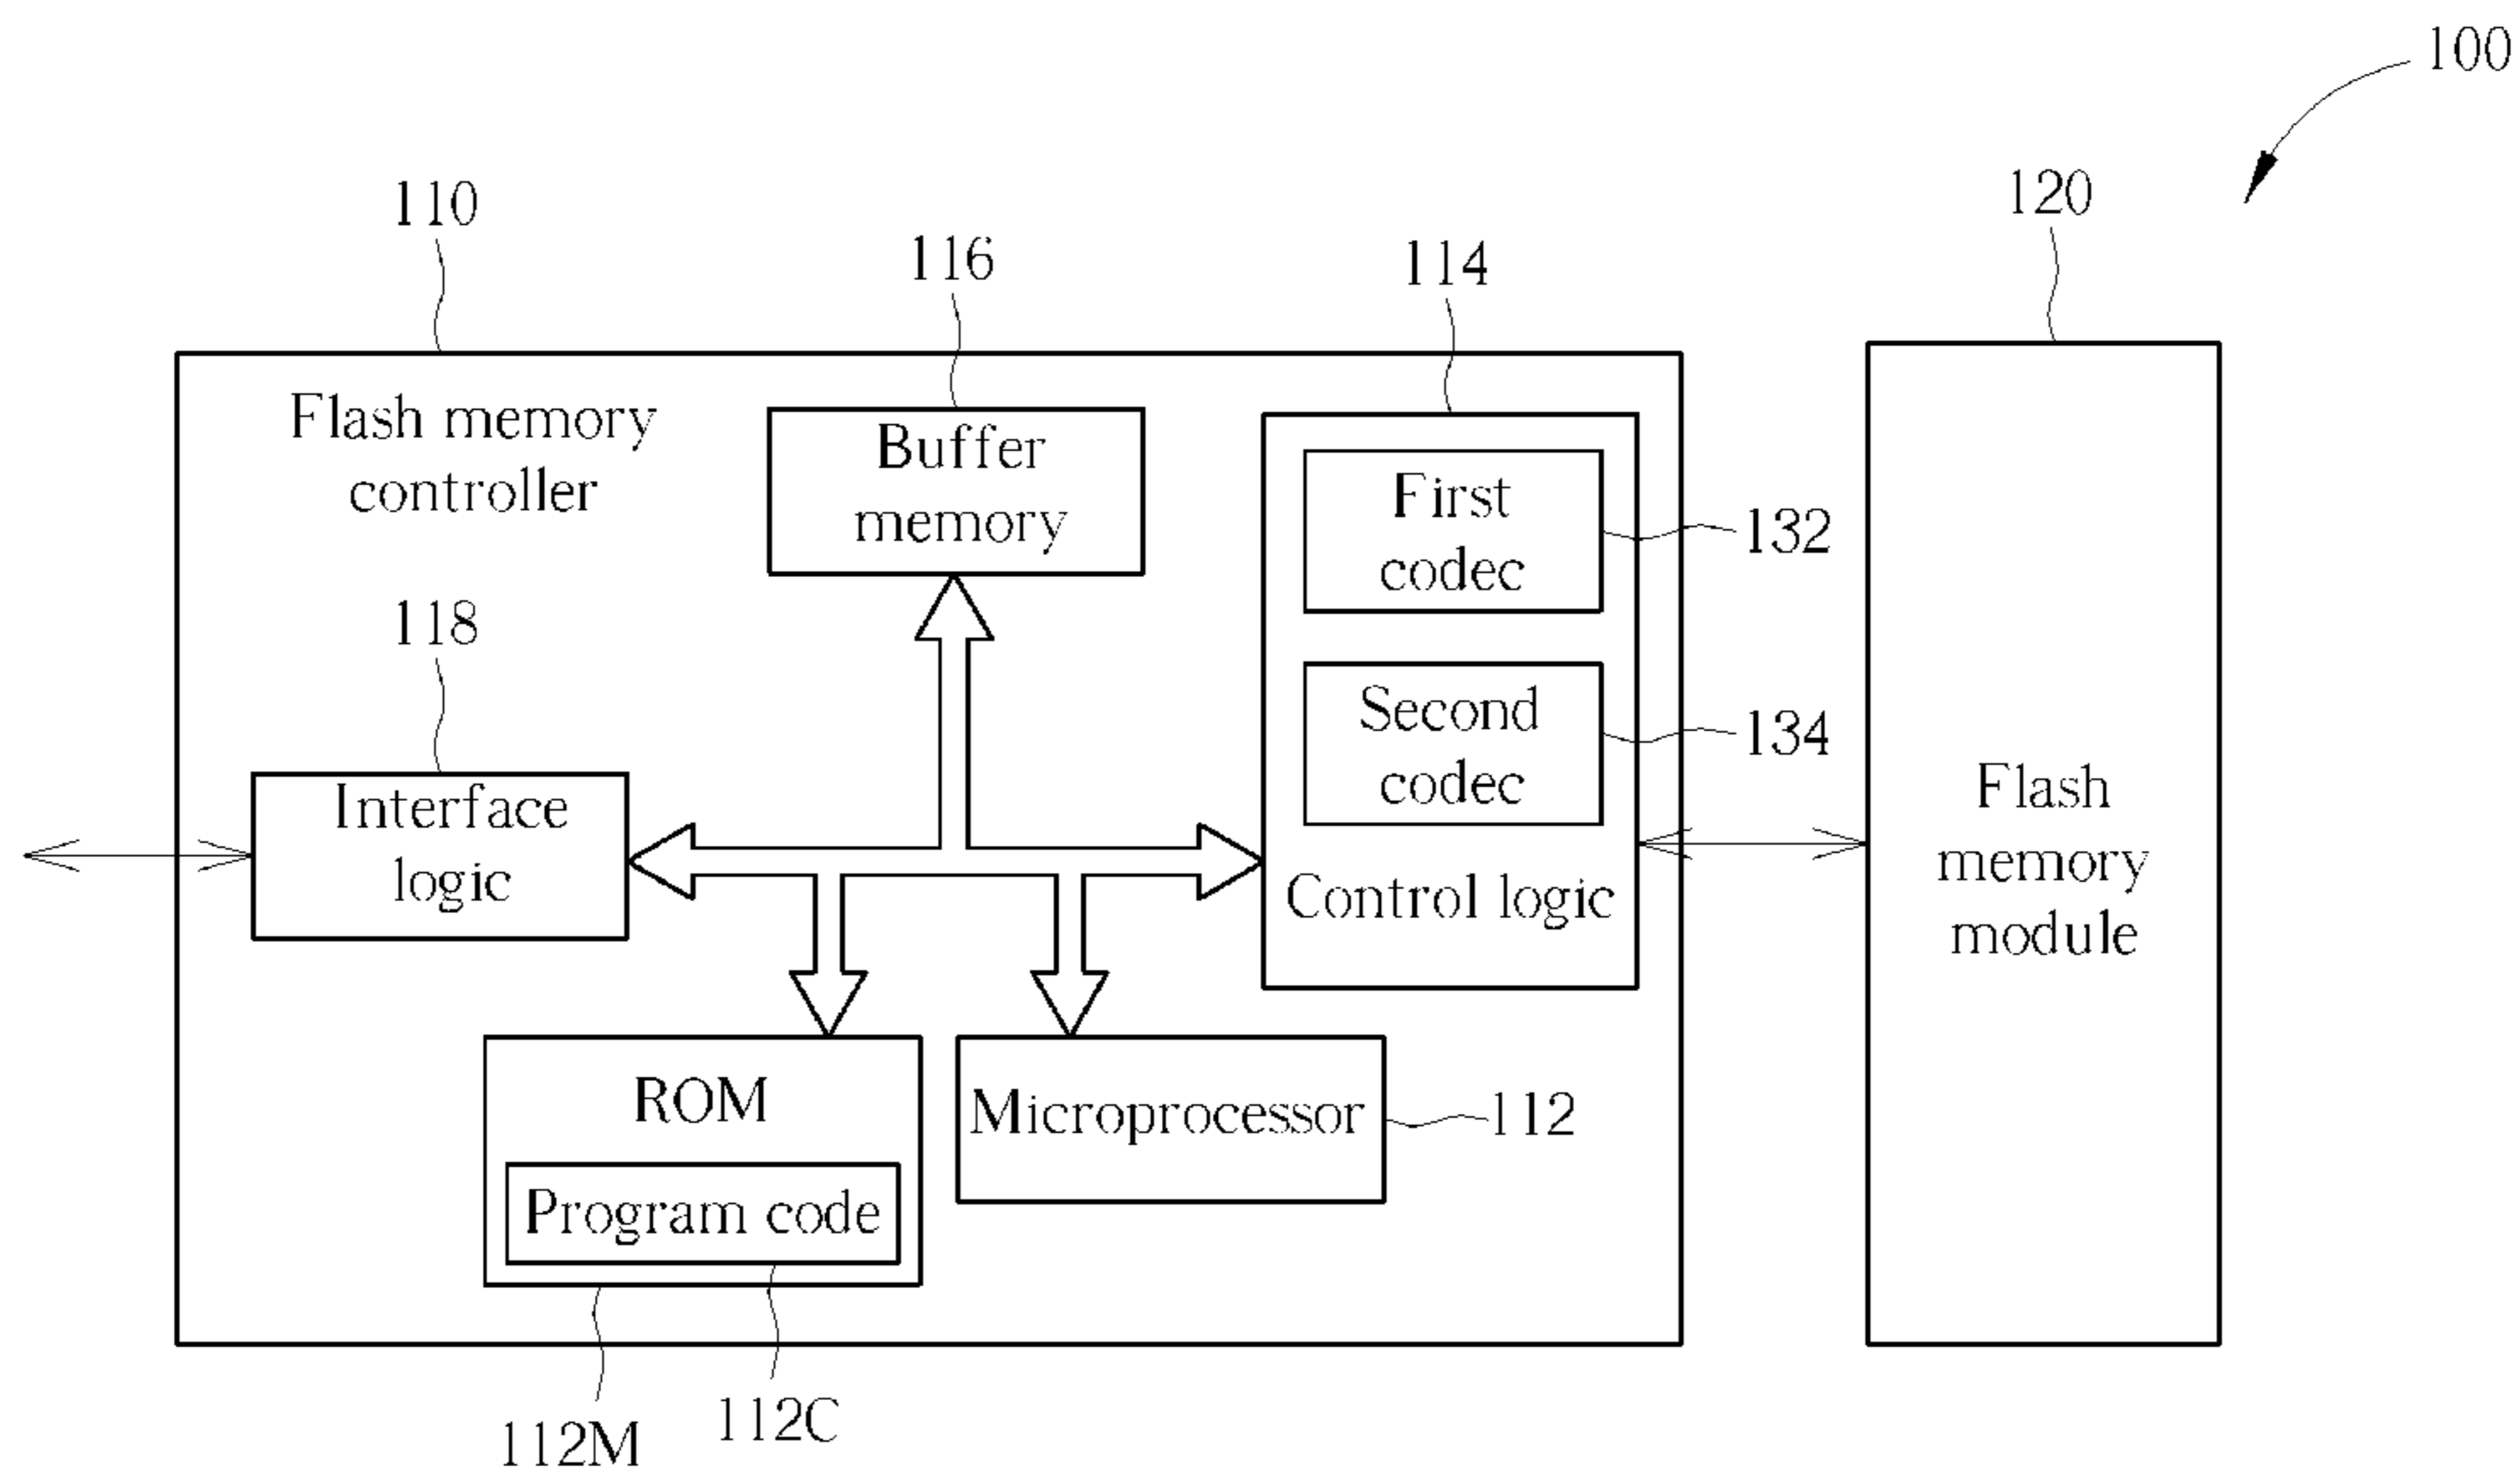 100
110
116
114
120
Flash memory
controller
Buffer
memory
First
codec
132
118
Second
codec
134
Interface
logic
Control logic
Flash
memory
module
ROM
Microprocessor
112
Program code
112M
112C